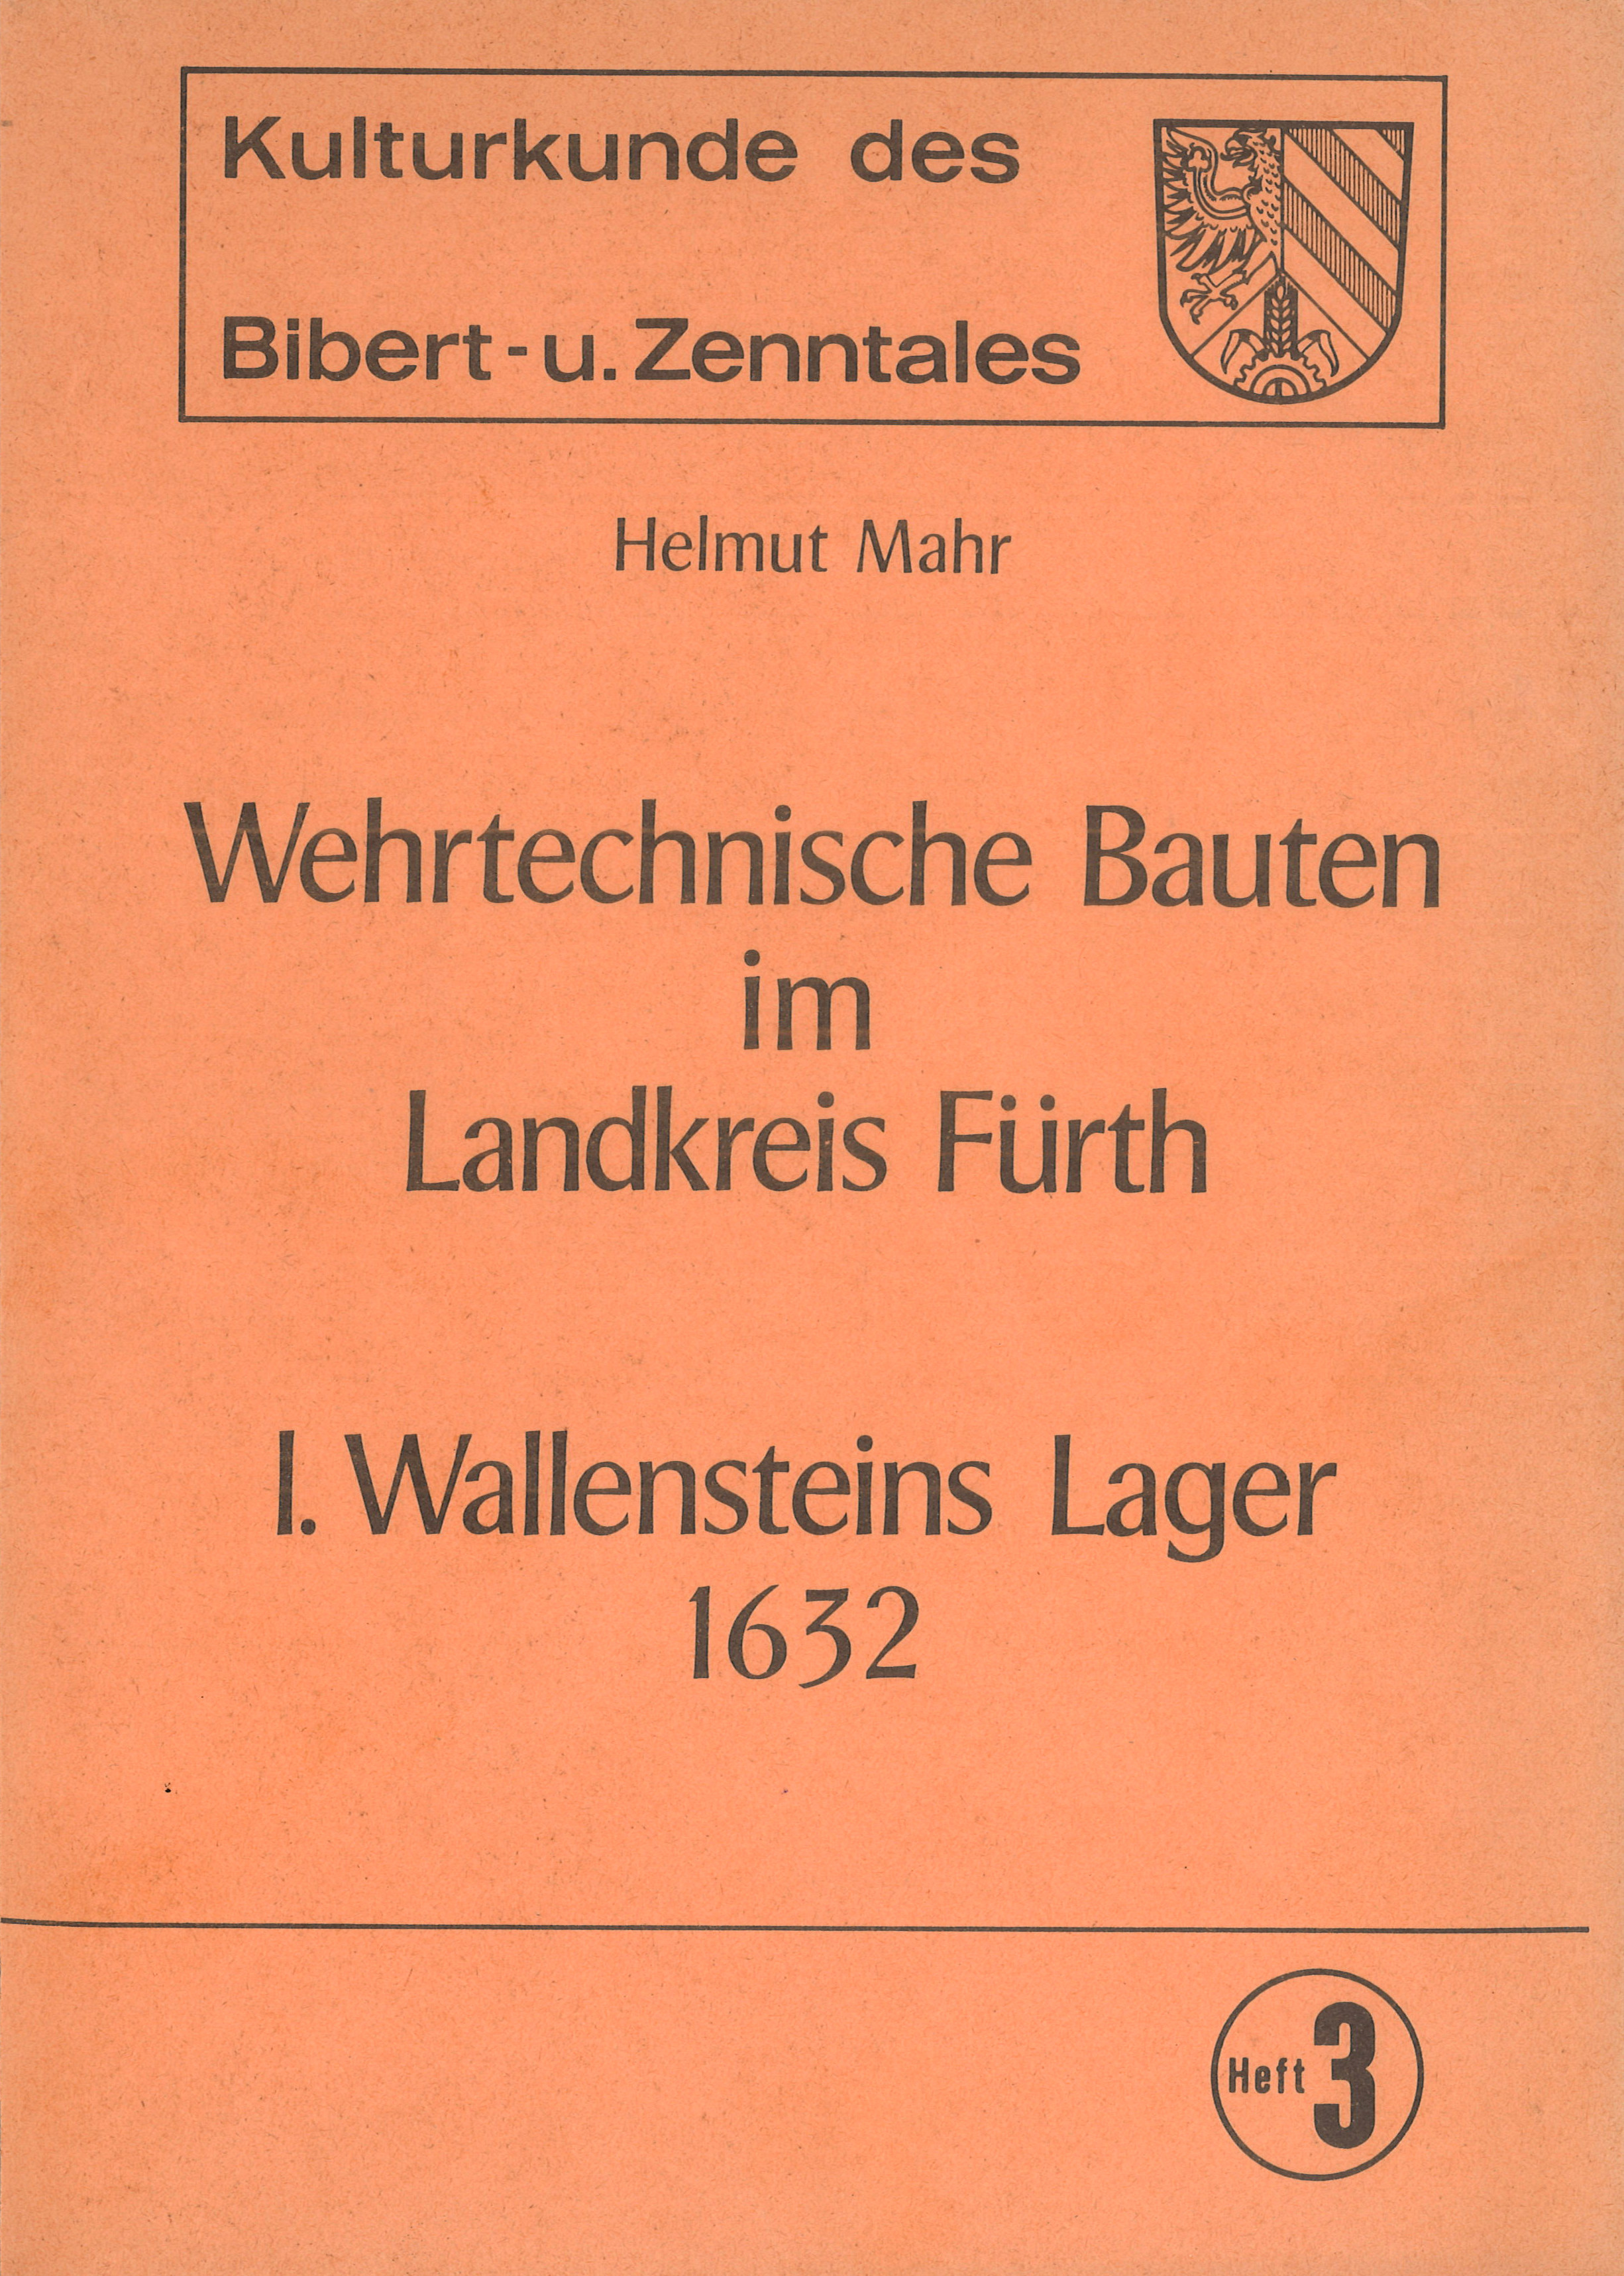 Kulturkunde des
Bibert-u. Zenntales
Helmut Mahr
Wehrtechnische Bauten
im
Landkreis Fürth
I. Wallensteins Lager
1632
Heft 3